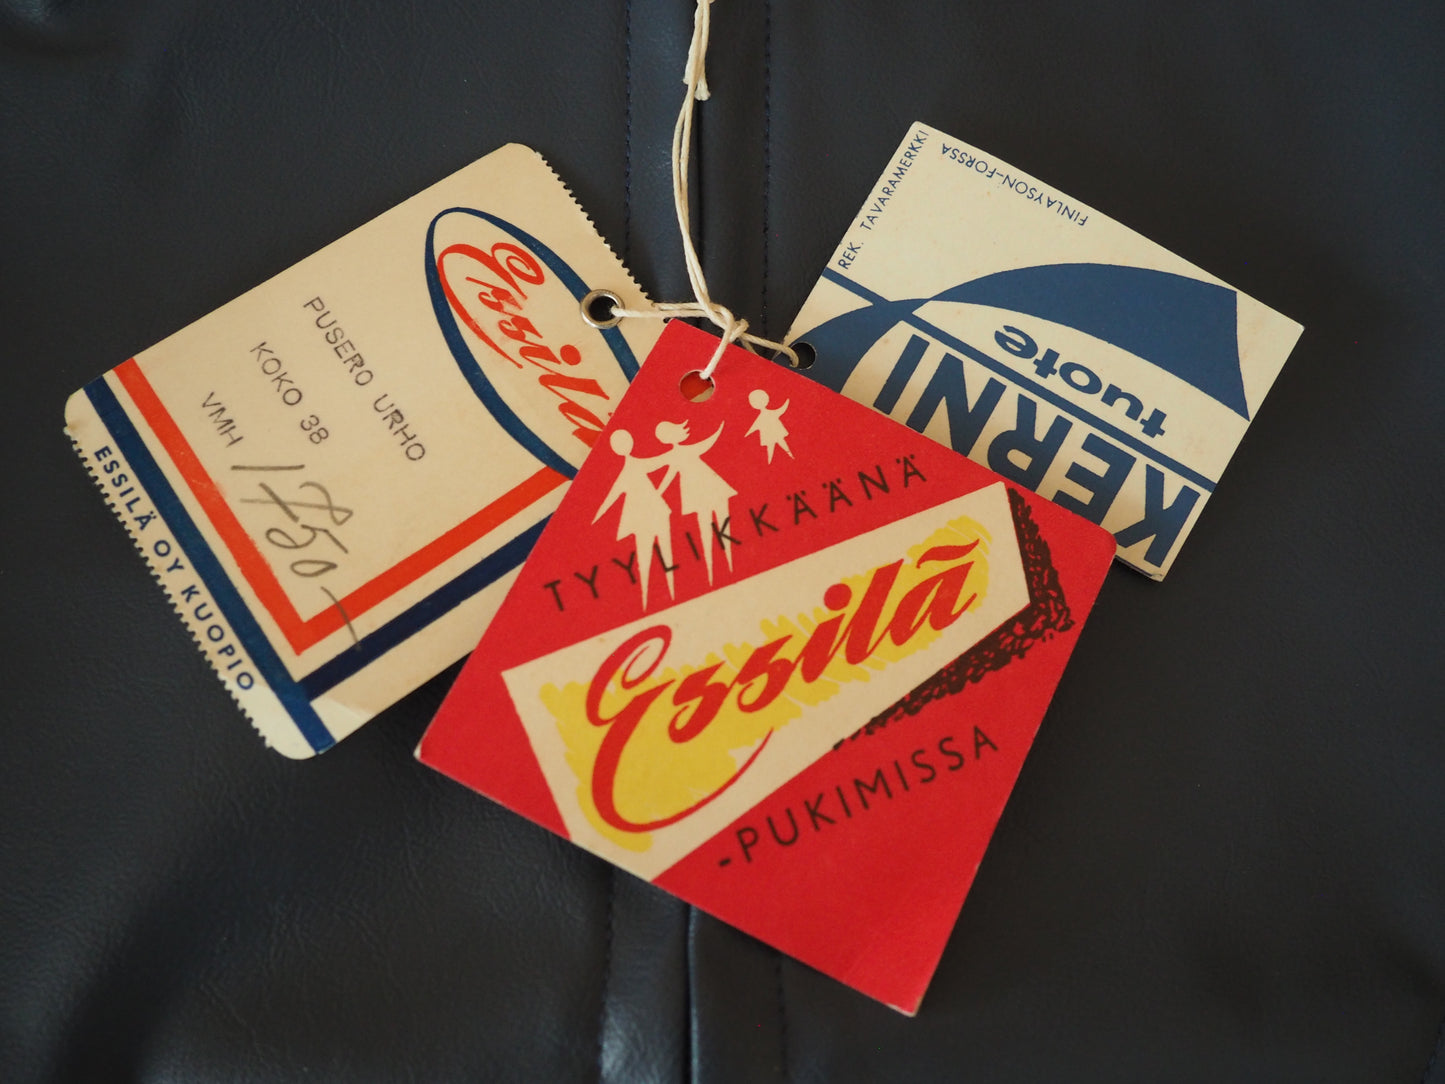 Essilä
PUSERO URHO
KOKO 38
VMH 1750-
ESSILÄ OY KUOPIO
TYYLIKKÄÄNÄ
Essilä
-PUKIMISSA
REK. TAVARAMERKKI
FINLAYSON-FORSSA
KERNI
tuote